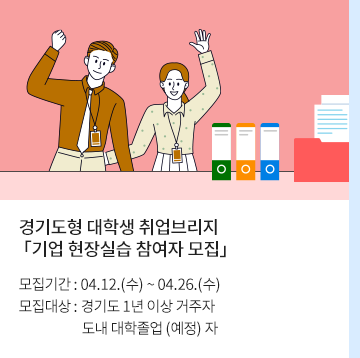 경기도형 대학생 취업브리지
「기업 현장실습 참여자 모집」
모집기간 : 04.12.(수) ~ 04.26.(수)
모집대상 : 경기도 1년 이상 거주자
도내 대학졸업 (예정) 자